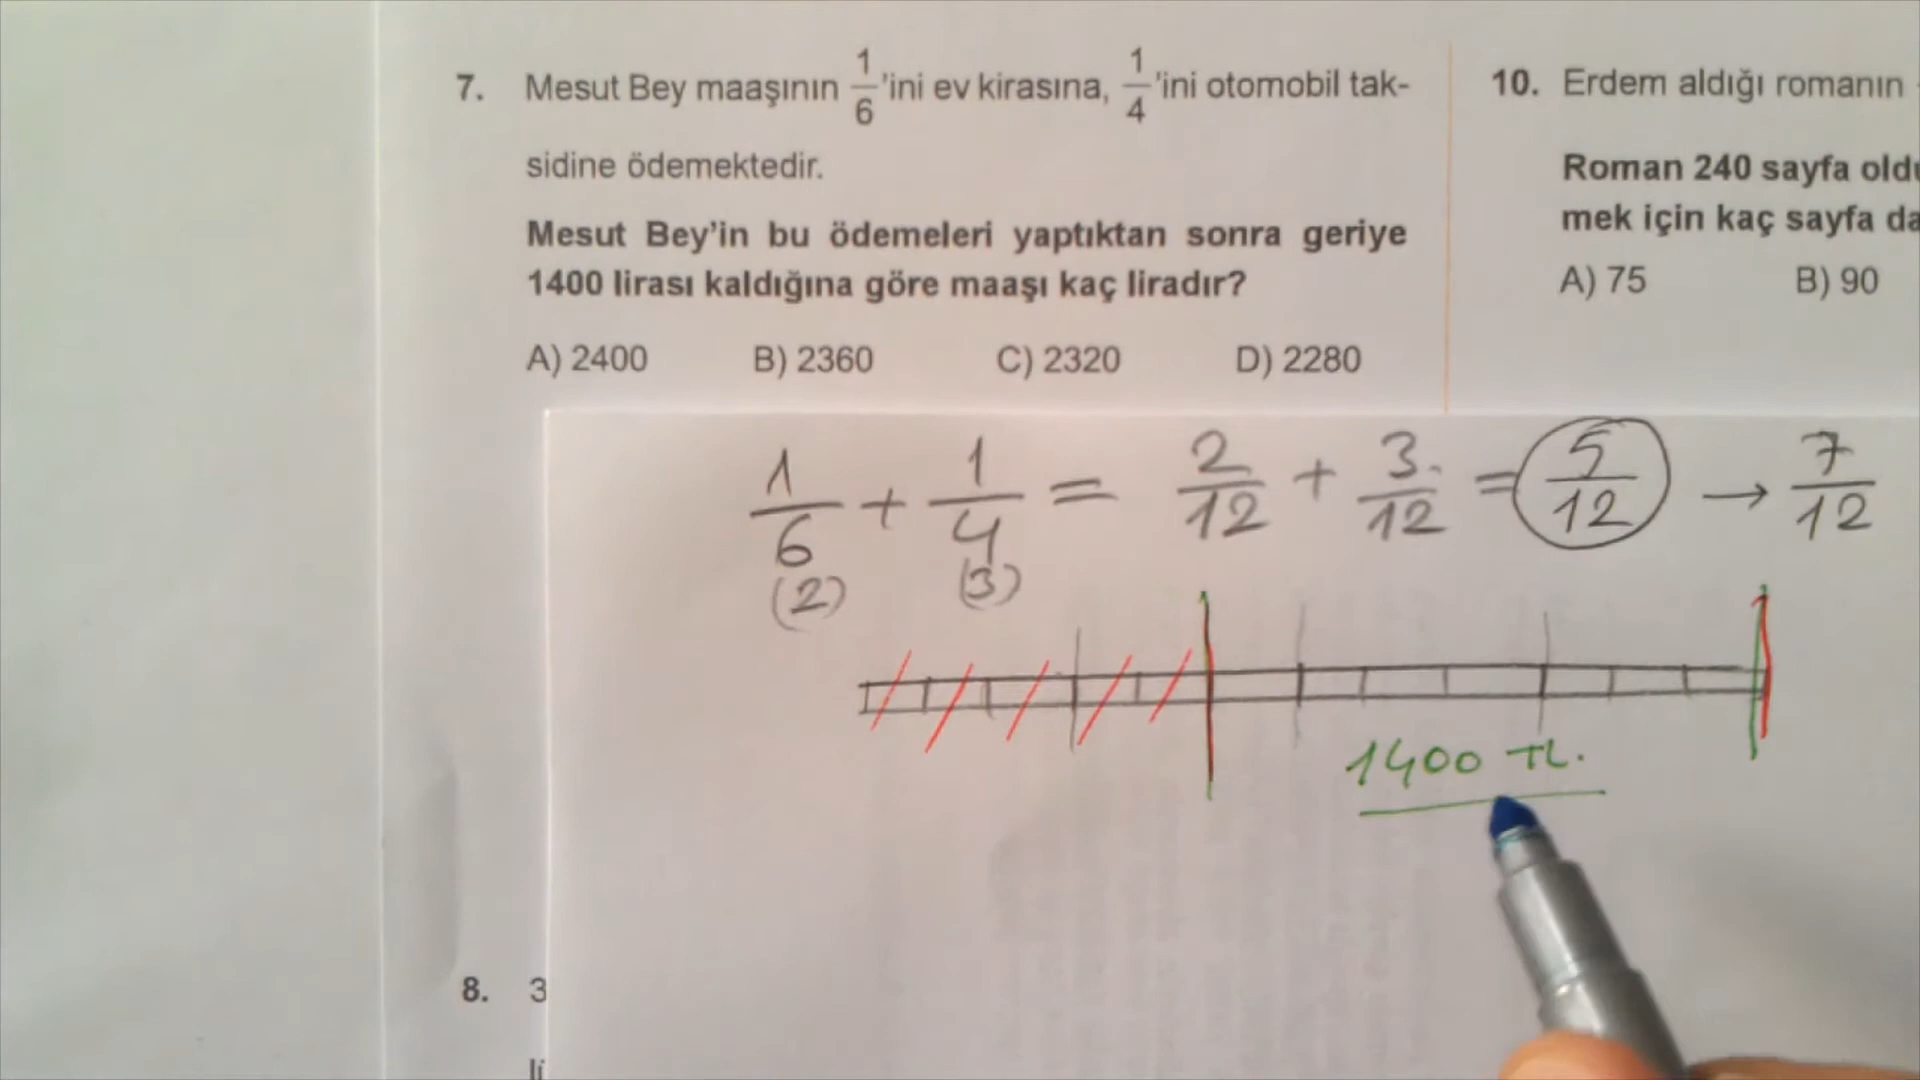 7. Mesut Bey maaşının 1/6 'ini ev kirasına, 1/4 'ini otomobil tak-
sidine ödemektedir.
Mesut Bey'in bu ödemeleri yaptıktan sonra geriye
1400 lirası kaldığına göre maaşı kaç liradır?
A) 2400 B) 2360 C) 2320 D) 2280
1/6 + 1/4 = 2/12 + 3/12 = 5/12 → 7/12
(2) (3)
1400 TL.
8. 3
li
10. Erdem aldığı romanın
Roman 240 sayfa
mek için kaç sayfa
A) 75 B) 90